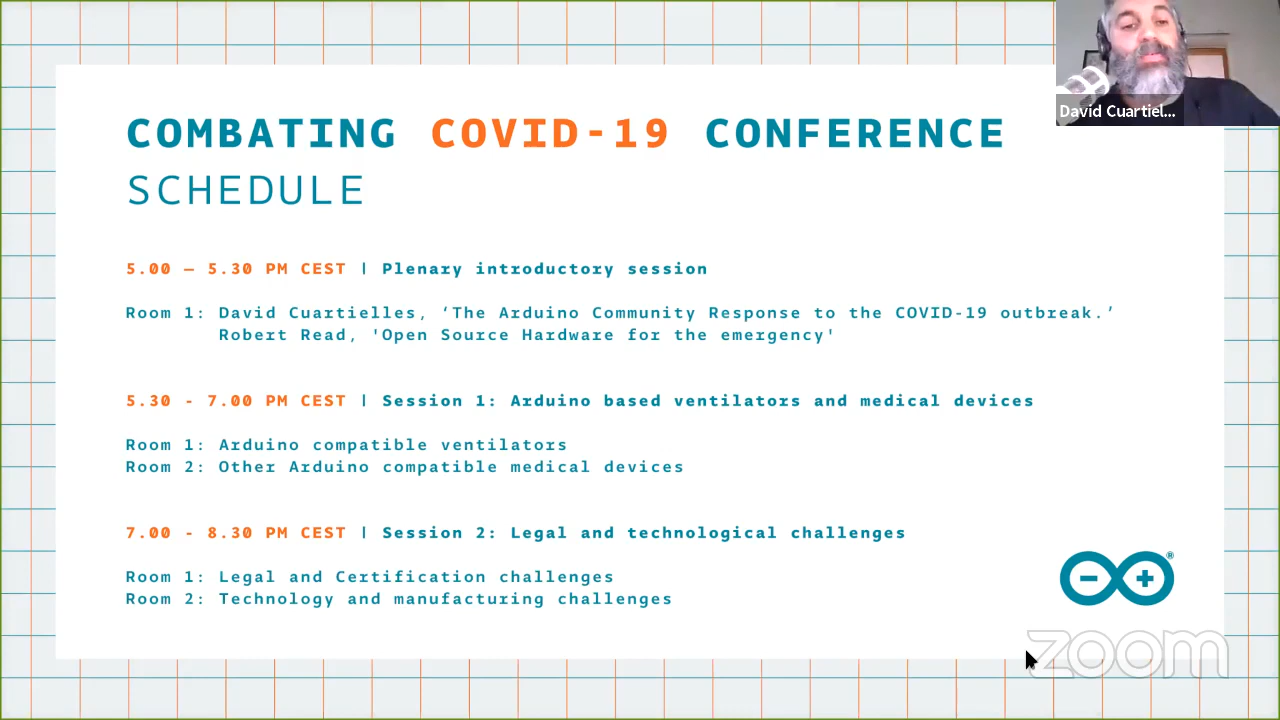 COMBATING COVID-19 CONFERENCE
SCHEDULE
David Cuartiel...
5.00 – 5.30 PM CEST | Plenary introductory session
Room 1: David Cuartielles, ‘The Arduino Community Response to the COVID-19 outbreak.’
Robert Read, 'Open Source Hardware for the emergency'
5.30 - 7.00 PM CEST | Session 1: Arduino based ventilators and medical devices
Room 1: Arduino compatible ventilators
Room 2: Other Arduino compatible medical devices
7.00 - 8.30 PM CEST | Session 2: Legal and technological challenges
Room 1: Legal and Certification challenges
Room 2: Technology and manufacturing challenges
®
zoom